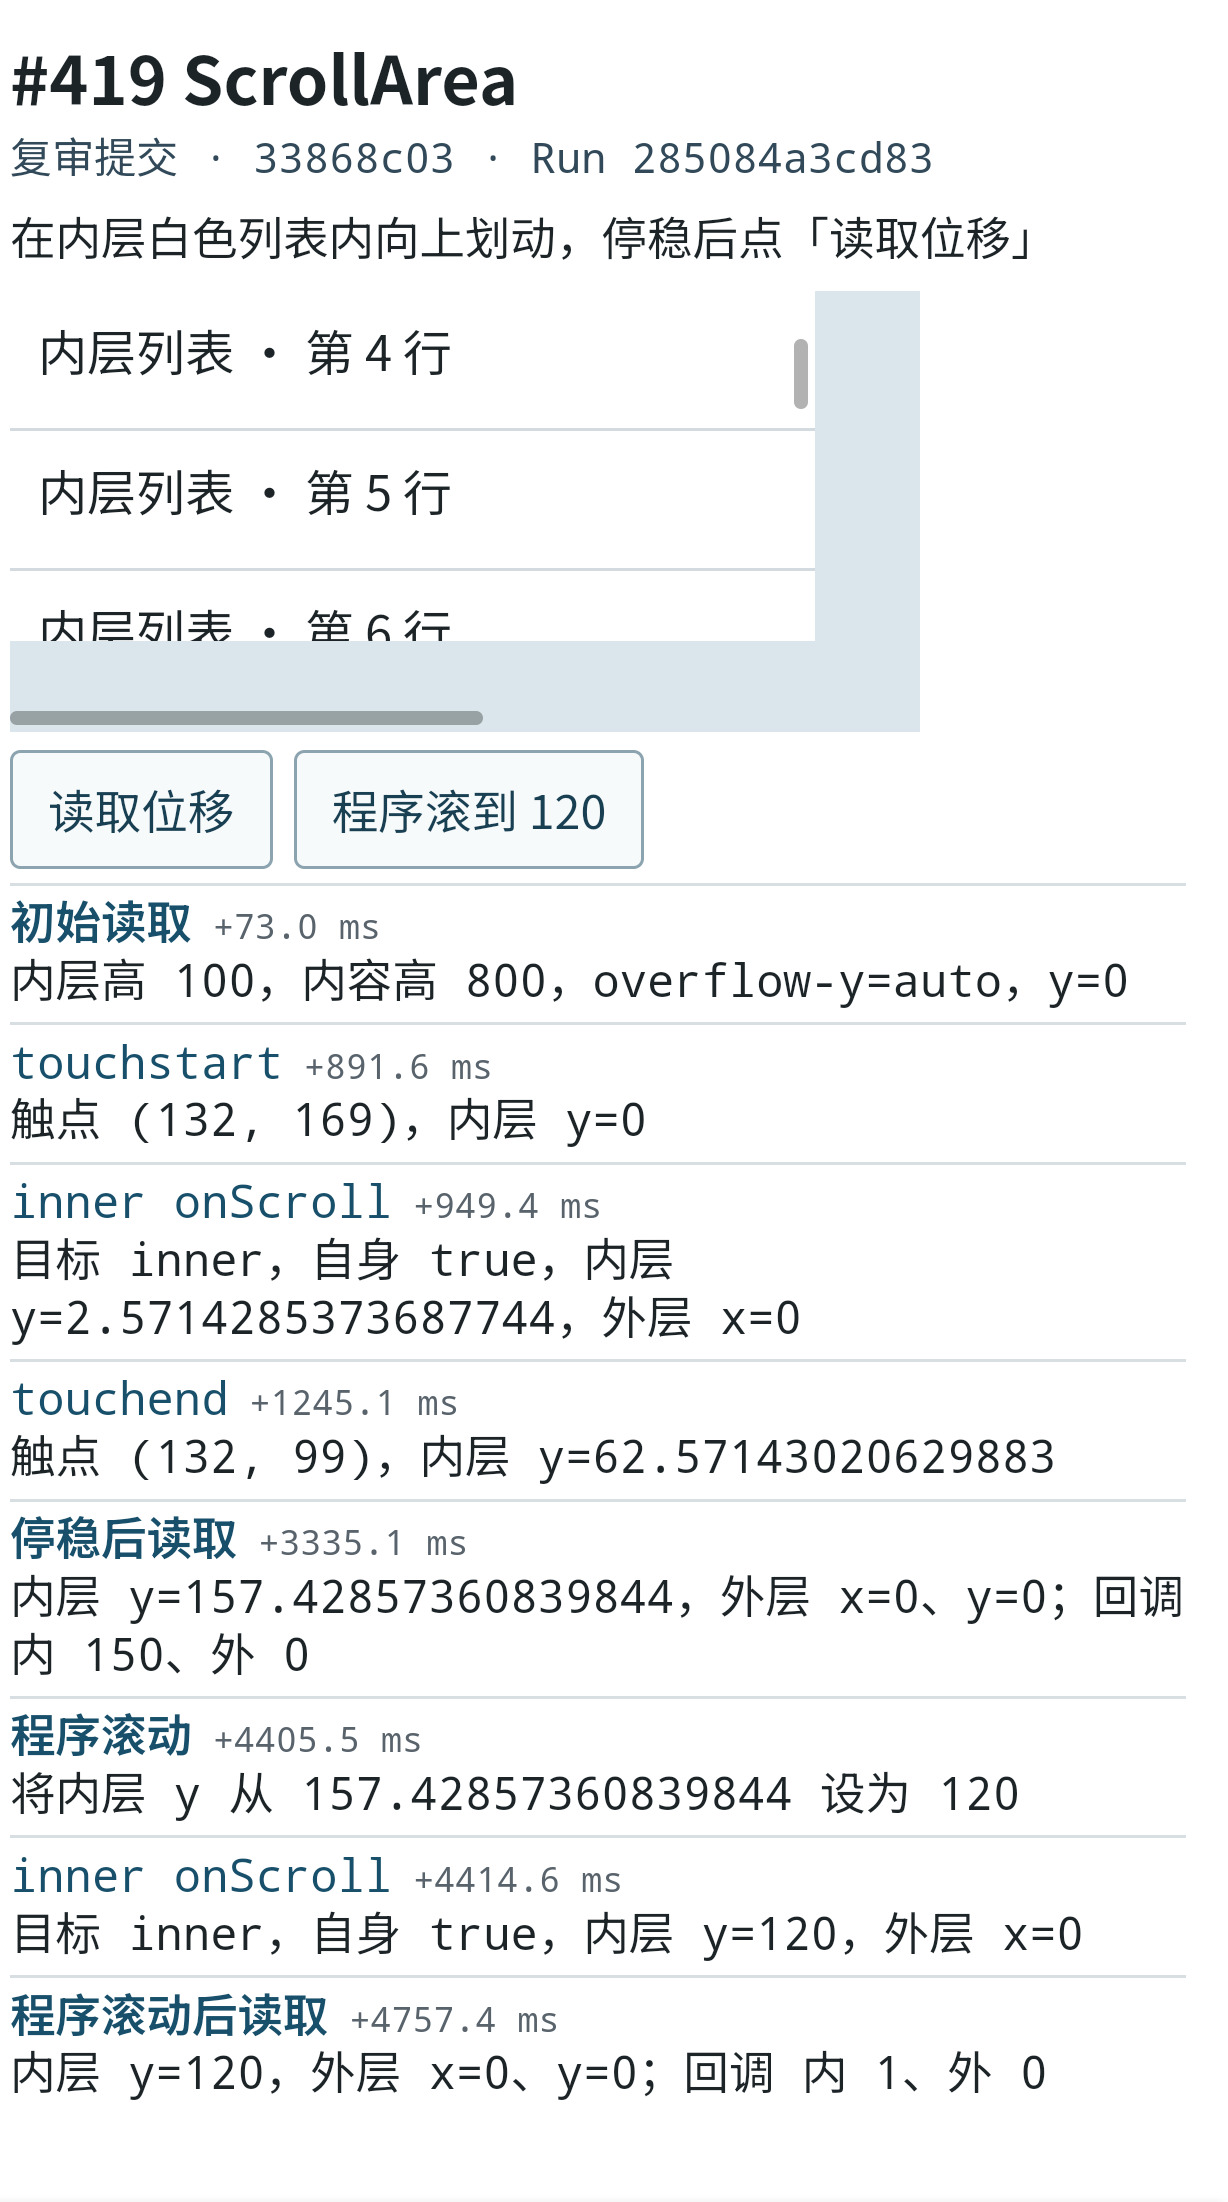 #419 ScrollArea
复审提交 · 33868c03 · Run 285084a3cd83
在内层白色列表内向上划动，停稳后点「读取位移」
内层列表 · 第 4 行
内层列表 · 第 5 行
内层列表 · 第 6 行
读取位移
程序滚到 120
初始读取 +73.0 ms
内层高 100，内容高 800，overflow-y=auto，y=0
touchstart +891.6 ms
触点 (132, 169)，内层 y=0
inner onScroll +949.4 ms
目标 inner，自身 true，内层
y=2.5714285373687744，外层 x=0
touchend +1245.1 ms
触点 (132, 99)，内层 y=62.57143020629883
停稳后读取 +3335.1 ms
内层 y=157.42857360839844，外层 x=0、y=0；回调
内 150、外 0
程序滚动 +4405.5 ms
将内层 y 从 157.42857360839844 设为 120
inner onScroll +4414.6 ms
目标 inner，自身 true，内层 y=120，外层 x=0
程序滚动后读取 +4757.4 ms
内层 y=120，外层 x=0、y=0；回调 内 1、外 0